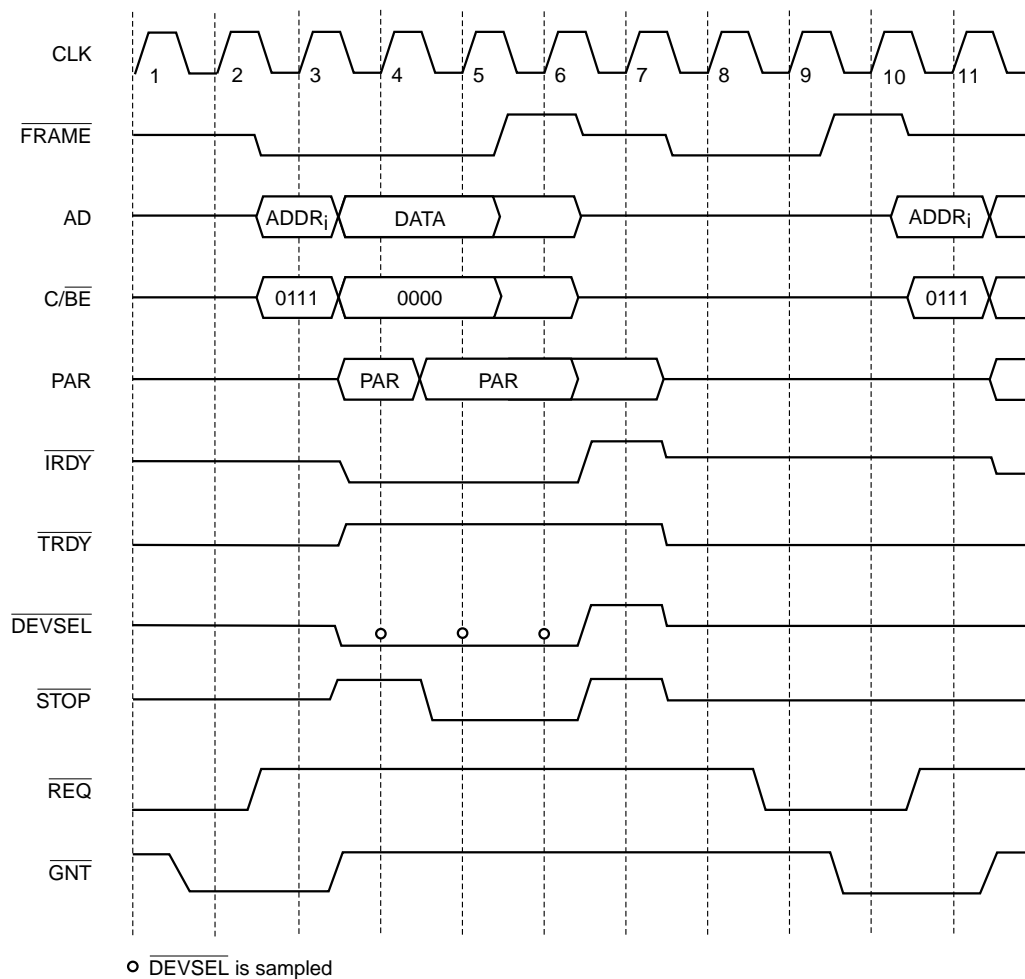 CLK
1 2 3 4 5 6 7 8 9 10 11
FRAME
AD ADDRi DATA ADDRi
C/BE 0111 0000 0111
PAR PAR PAR
IRDY
TRDY
DEVSEL
STOP
REQ
GNT
DEVSEL is sampled